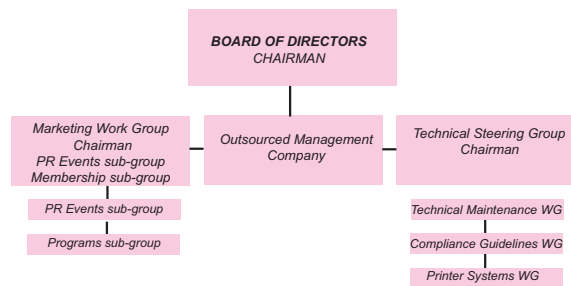 BOARD OF DIRECTORS
CHAIRMAN
Marketing Work Group
Chairman
PR Events sub-group
Membership sub-group
Outsourced Management
Company
Technical Steering Group
Chairman
PR Events sub-group
Programs sub-group
Technical Maintenance WG
Compliance Guidelines WG
Printer Systems WG